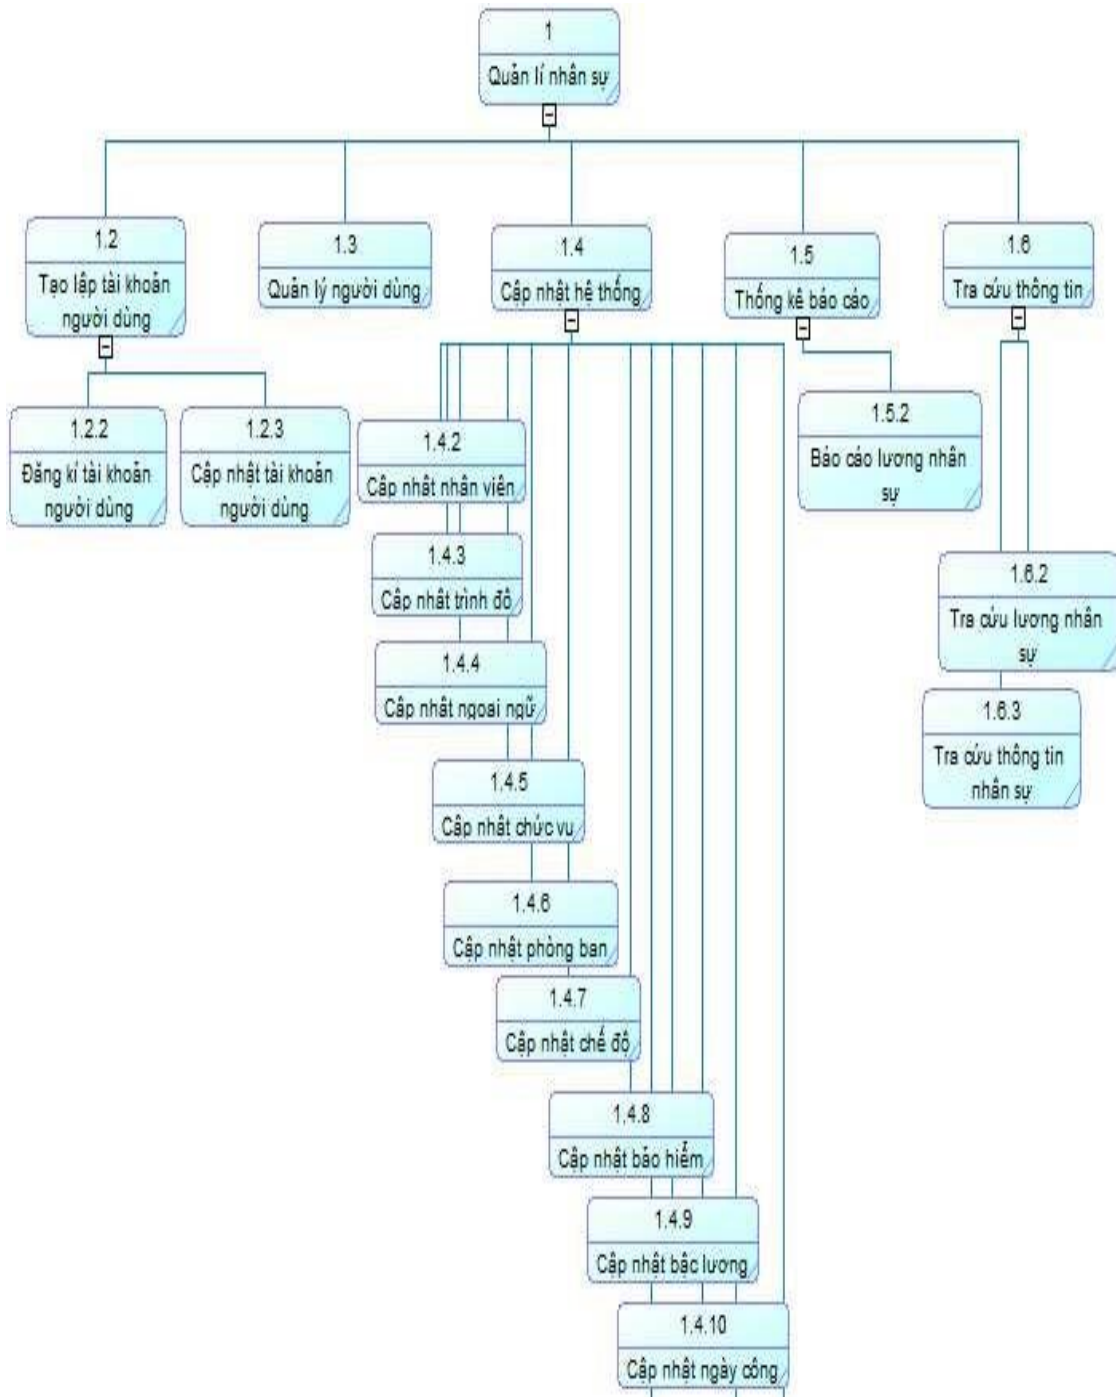 1
Quản lí nhân sự
1.2
Tạo lập tài khoản
người dùng
1.3
Quản lý người dùng
1.4
Cập nhật hệ thống
1.5
Thống kê báo cáo
1.6
Tra cứu thông tin
1.2.2
Đăng kí tài khoản
người dùng
1.2.3
Cập nhật tài khoản
người dùng
1.4.2
Cập nhật nhân viên
1.4.3
Cập nhật trình độ
1.4.4
Cập nhật ngoại ngữ
1.4.5
Cập nhật chức vụ
1.4.6
Cập nhật phòng ban
1.4.7
Cập nhật chế độ
1.4.8
Cập nhật bảo hiểm
1.4.9
Cập nhật bậc lương
1.4.10
Cập nhật ngày công
1.5.2
Báo cáo lương nhân
sự
1.6.2
Tra cứu lương nhân
sự
1.6.3
Tra cứu thông tin
nhân sự